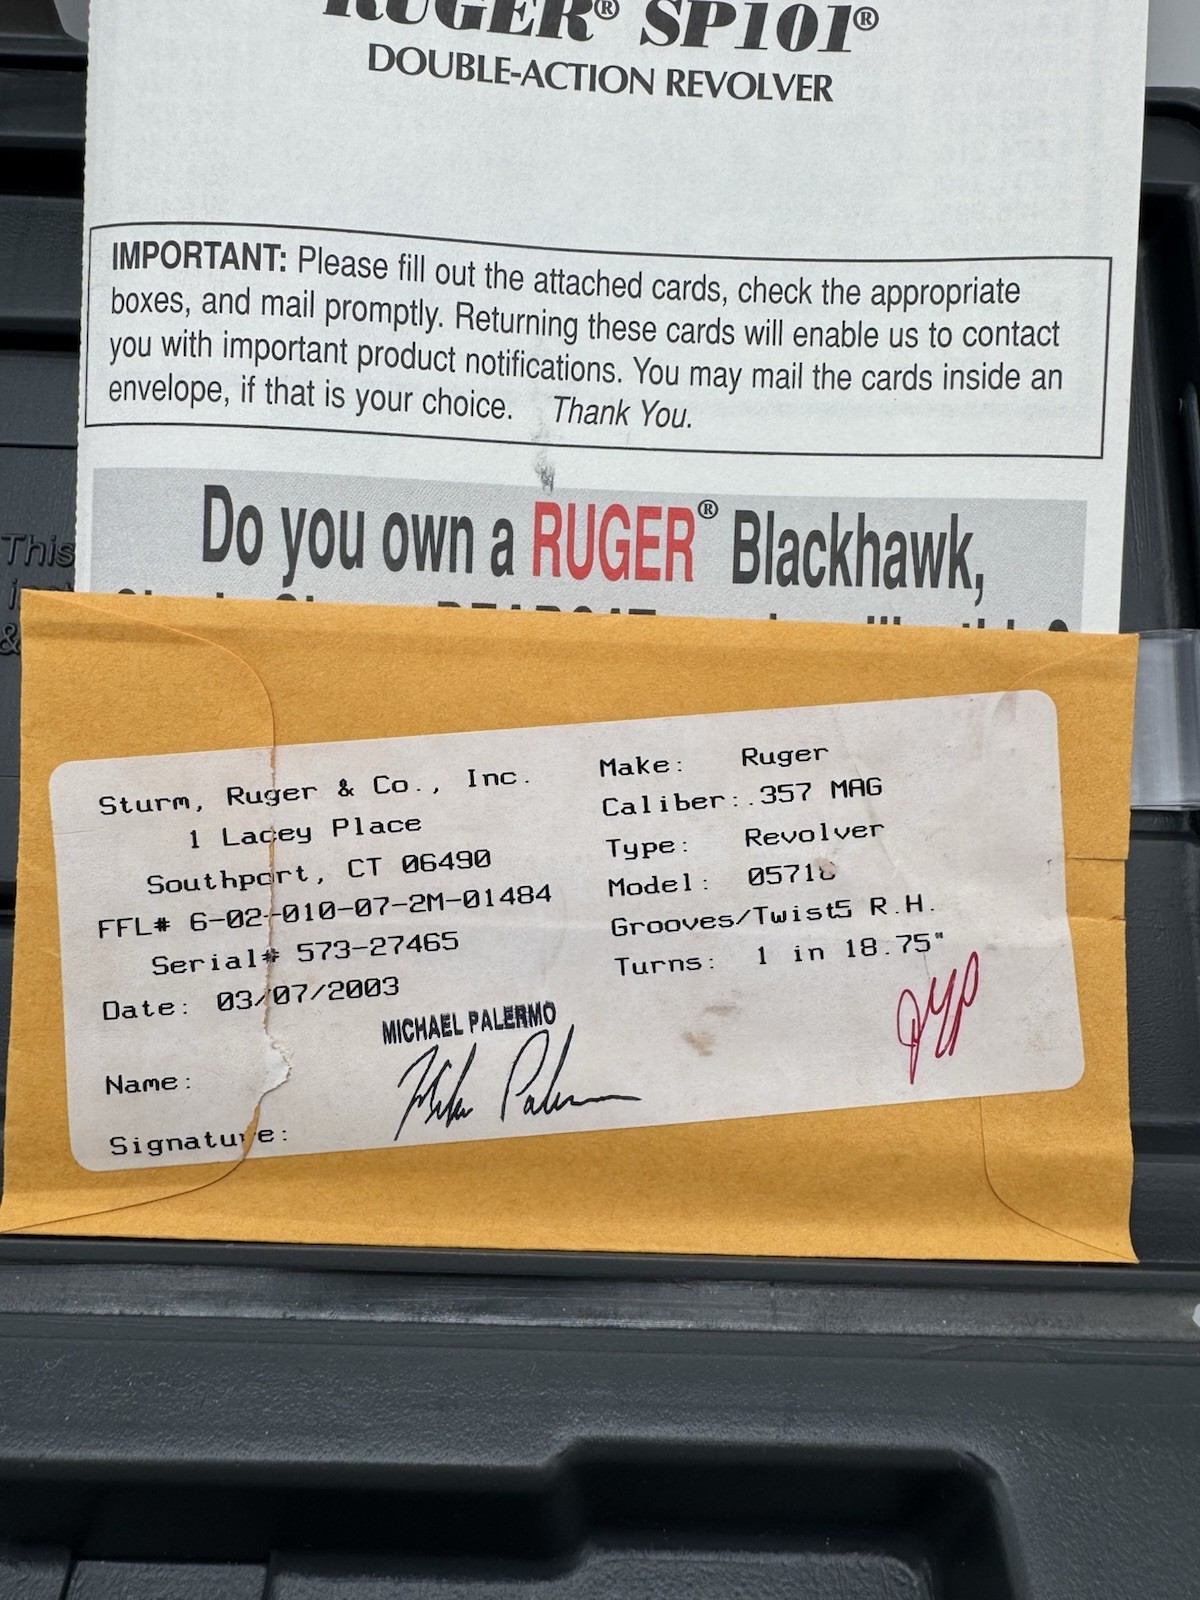 RUGER® SP101®
DOUBLE-ACTION REVOLVER
IMPORTANT: Please fill out the attached cards, check the appropriate
boxes, and mail promptly. Returning these cards will enable us to contact
you with important product notifications. You may mail the cards inside an
envelope, if that is your choice. Thank You.
Do you own a RUGER® Blackhawk,
This
&
Sturm, Ruger & Co., Inc.
1 Lacey Place
Southport, CT 06490
FFL# 6-02-010-07-2M-01484
Serial# 573-27465
Date: 03/07/2003
MICHAEL PALERMO
Name:
Mike Palermo
Signature:
Make: Ruger
Caliber: .357 MAG
Type: Revolver
Model: 05718
Grooves/Twist 5 R.H.
Turns: 1 in 18.75"